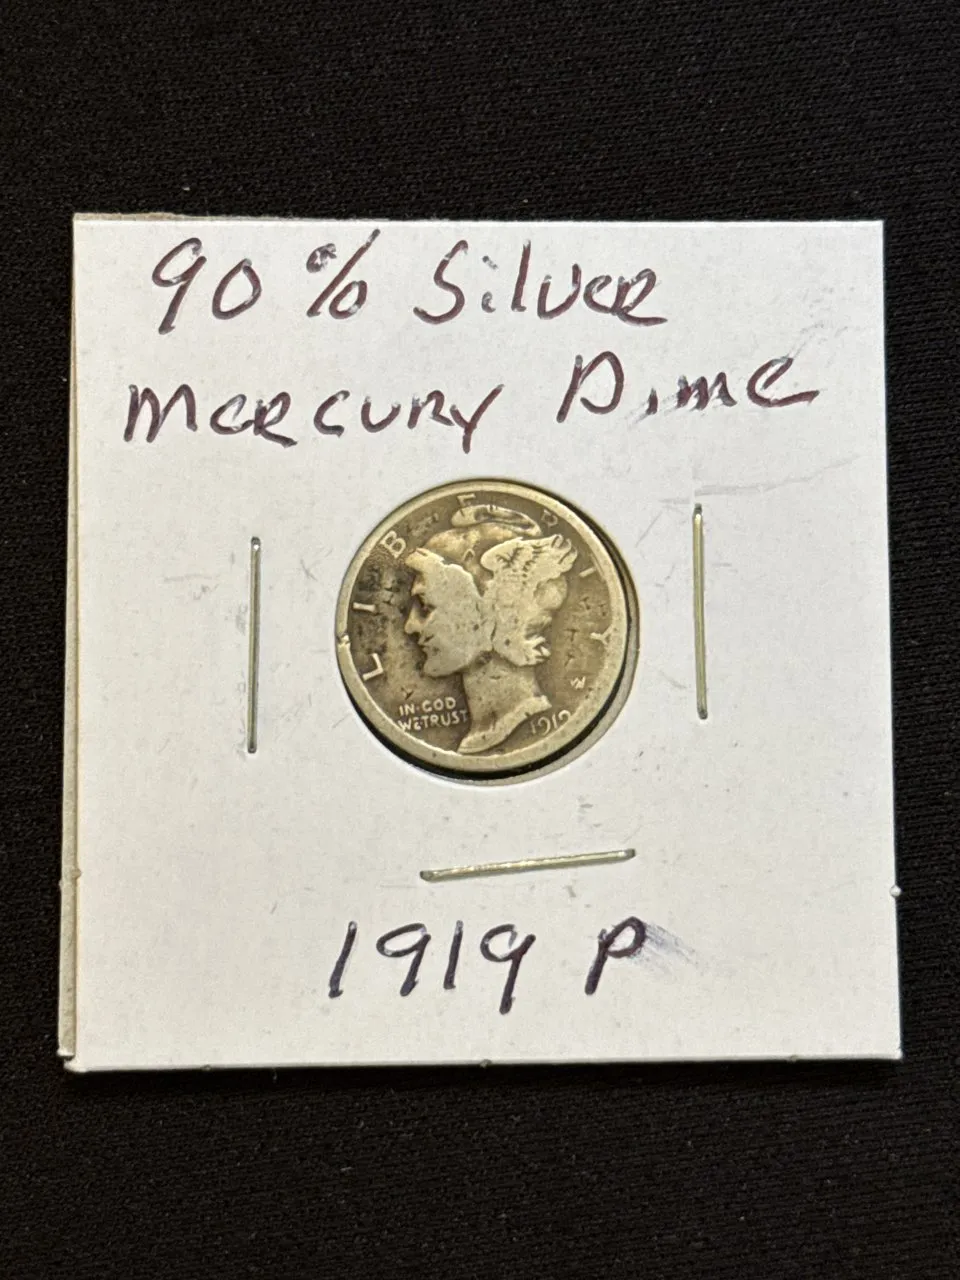 90% Silver
Mercury Dime
LIBERTY
IN GOD
WE TRUST
1919
W
1919 P